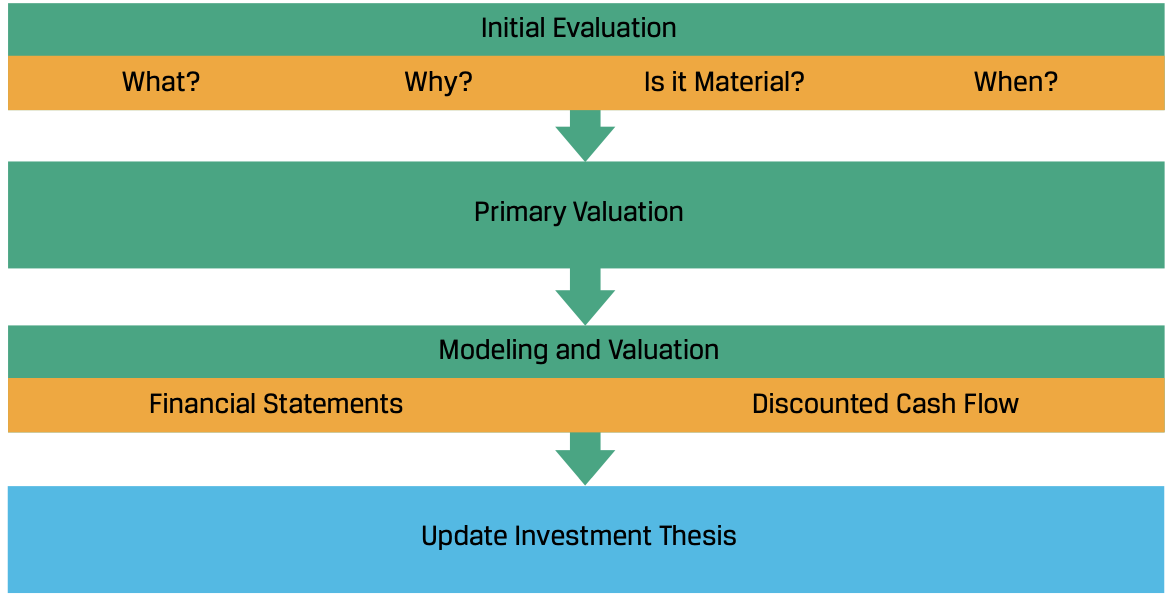 Initial Evaluation
What? Why? Is it Material? When?
Primary Valuation
Modeling and Valuation
Financial Statements Discounted Cash Flow
Update Investment Thesis